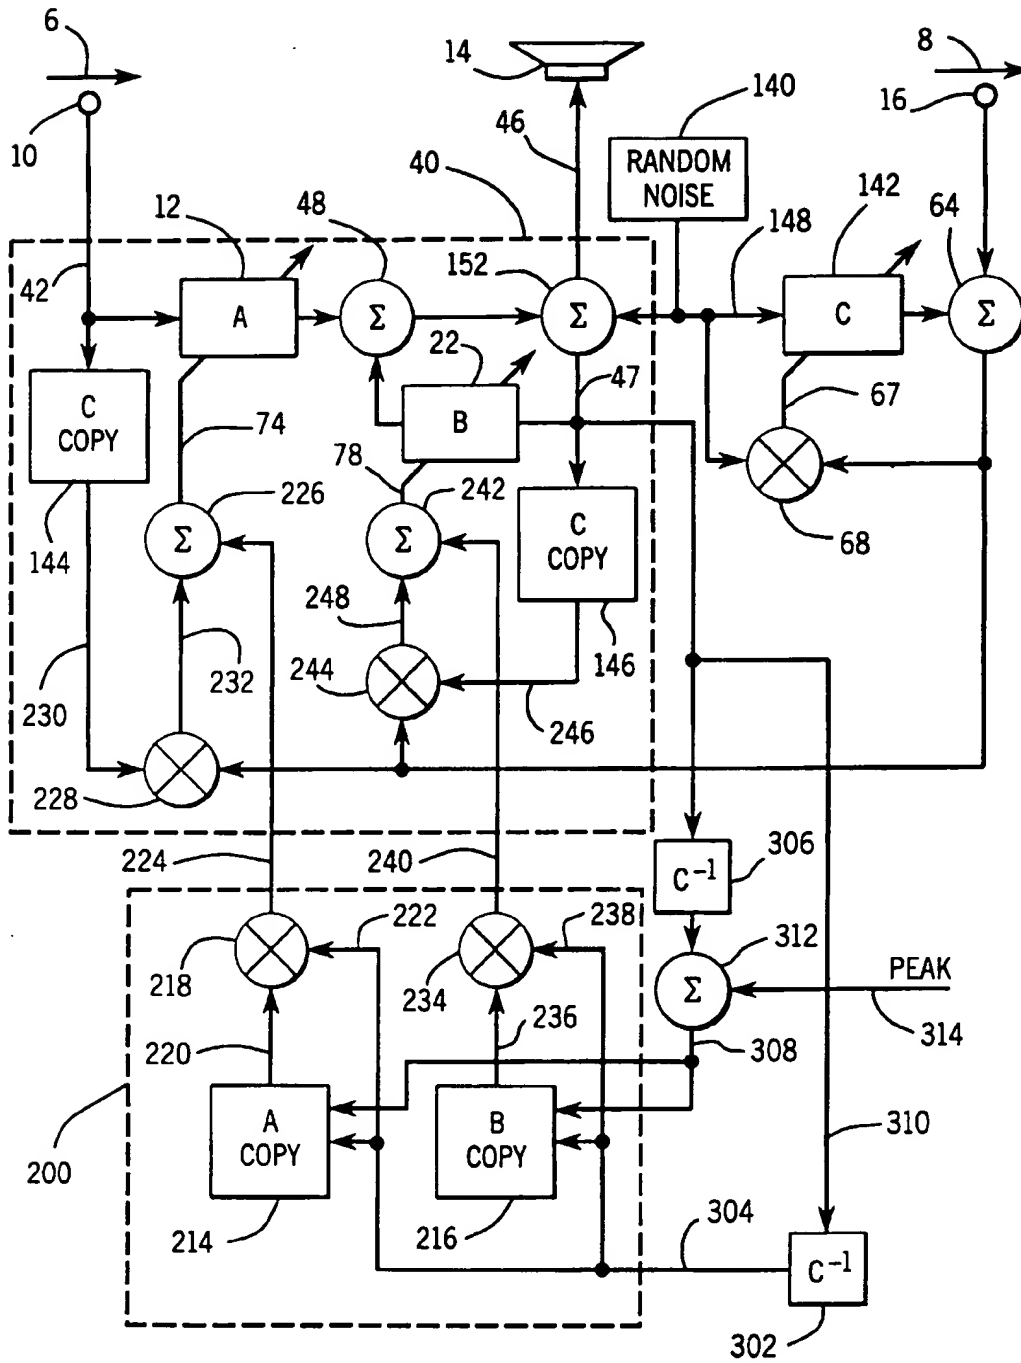 6
8
14
10
16
140
46
RANDOM
NOISE
40
12
48
142
64
152
148
42
A
Σ
Σ
C
Σ
22
47
C
COPY
B
67
74
78
226
242
C
COPY
68
Σ
Σ
144
248
232
244
146
230
246
228
224
240
306
C⁻¹
222
238
312
218
234
Σ
PEAK
236
220
308
314
A
COPY
B
COPY
310
200
304
214
216
C⁻¹
302